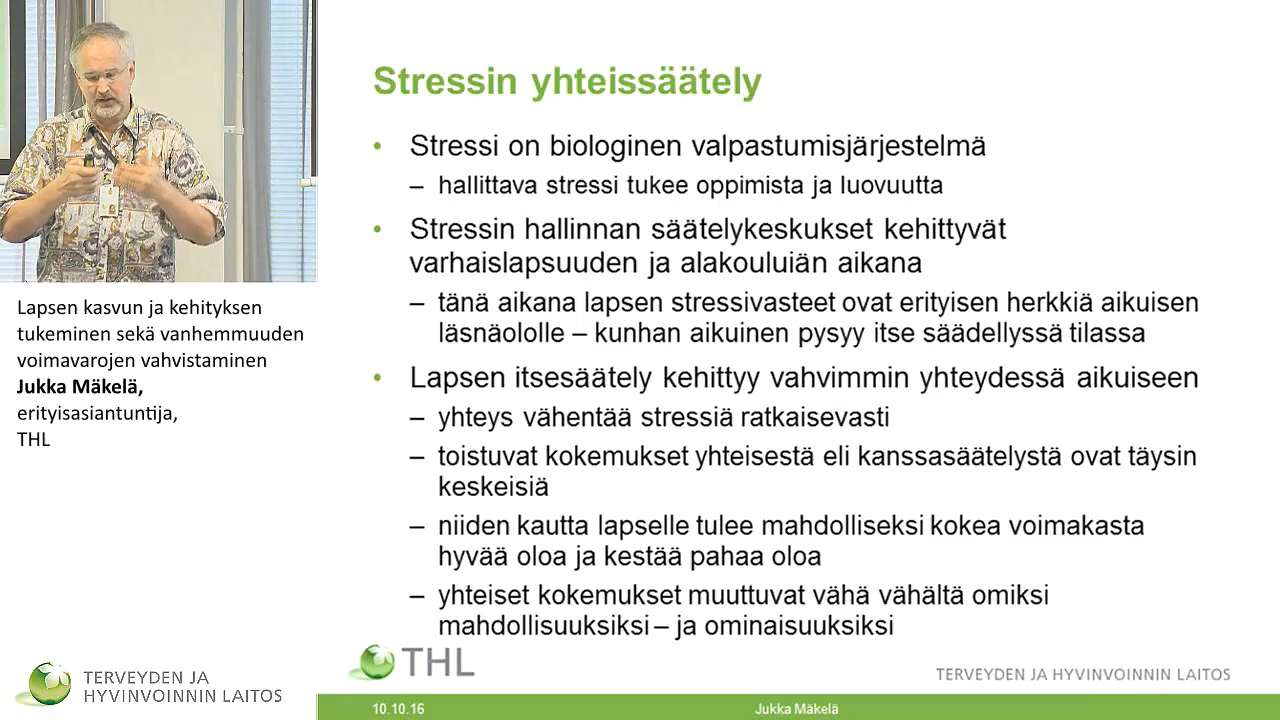 Lapsen kasvun ja kehityksen
tukeminen sekä vanhemmuuden
voimavarojen vahvistaminen
Jukka Mäkelä,
erityisasiantuntija,
THL
TERVEYDEN JA
HYVINVOINNIN LAITOS
Stressin yhteissäätely
• Stressi on biologinen valpastumisjärjestelmä
– hallittava stressi tukee oppimista ja luovuutta
• Stressin hallinnan säätelykeskukset kehittyvät
varhaislapsuuden ja alakouluiän aikana
– tänä aikana lapsen stressivasteet ovat erityisen herkkiä aikuisen
läsnäololle – kunhan aikuinen pysyy itse säädellyssä tilassa
• Lapsen itsesäätely kehittyy vahvimmin yhteydessä aikuiseen
– yhteys vähentää stressiä ratkaisevasti
– toistuvat kokemukset yhteisestä eli kanssasäätelystä ovat täysin
keskeisiä
– niiden kautta lapselle tulee mahdolliseksi kokea voimakasta
hyvää oloa ja kestää pahaa oloa
– yhteiset kokemukset muuttuvat vähä vähältä omiksi
mahdollisuuksiksi – ja ominaisuuksiksi
THL
TERVEYDEN JA HYVINVOINNIN LAITOS
10.10.16
Jukka Mäkelä